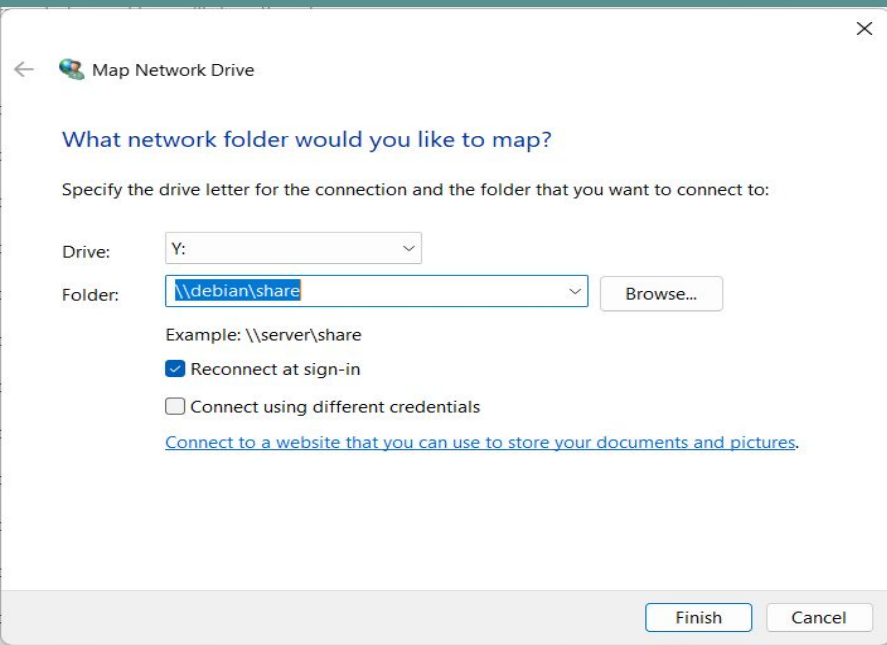 Map Network Drive
What network folder would you like to map?
Specify the drive letter for the connection and the folder that you want to connect to:
Drive: Y:
Folder: \\debian\share Browse...
Example: \\server\share
Reconnect at sign-in
Connect using different credentials
Connect to a website that you can use to store your documents and pictures.
Finish Cancel